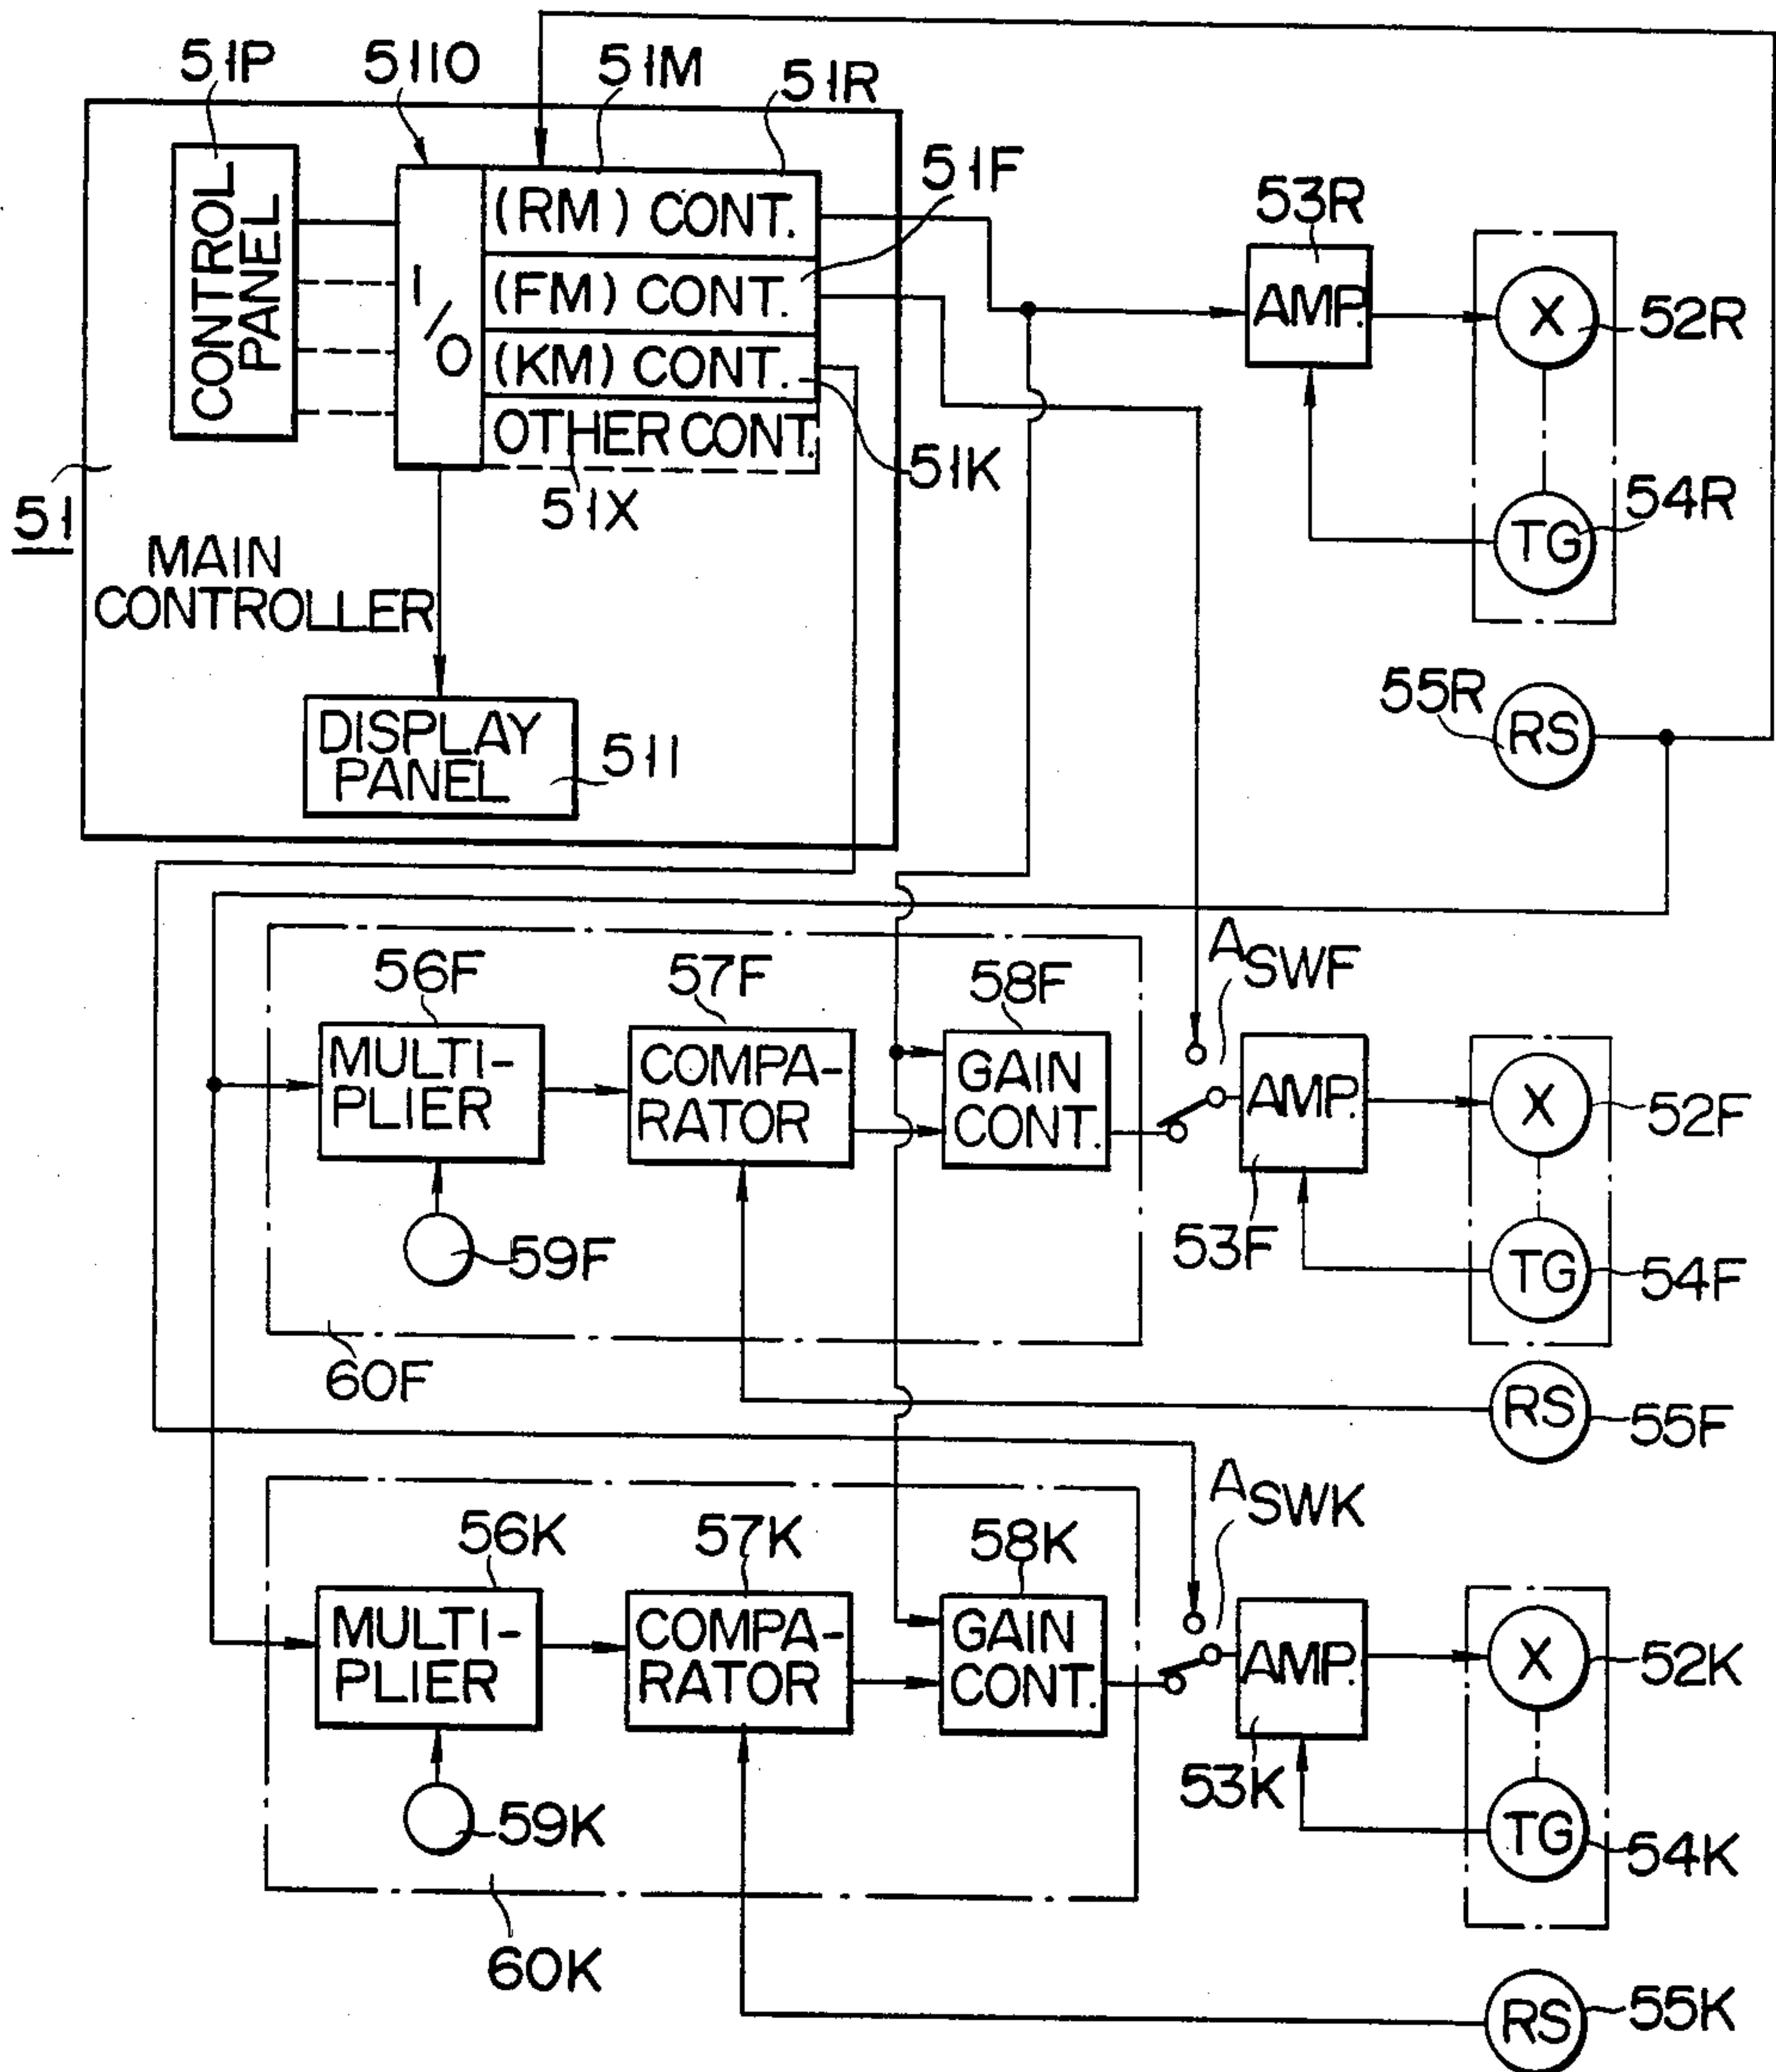 51P
51IO
51M
51R
51F
CONTROL
PANEL
I/O
(RM) CONT.
(FM) CONT.
(KM) CONT.
OTHER CONT.
51K
51X
51
MAIN
CONTROLLER
DISPLAY
PANEL
511
53R
AMP.
X
52R
TG
54R
55R
RS
56F
57F
58F
ASWF
MULTI-
PLIER
COMPA-
RATOR
GAIN
CONT.
AMP.
X
52F
59F
53F
TG
54F
60F
RS
55F
56K
57K
58K
ASWK
MULTI-
PLIER
COMPA-
RATOR
GAIN
CONT.
AMP.
X
52K
59K
53K
TG
54K
60K
RS
55K